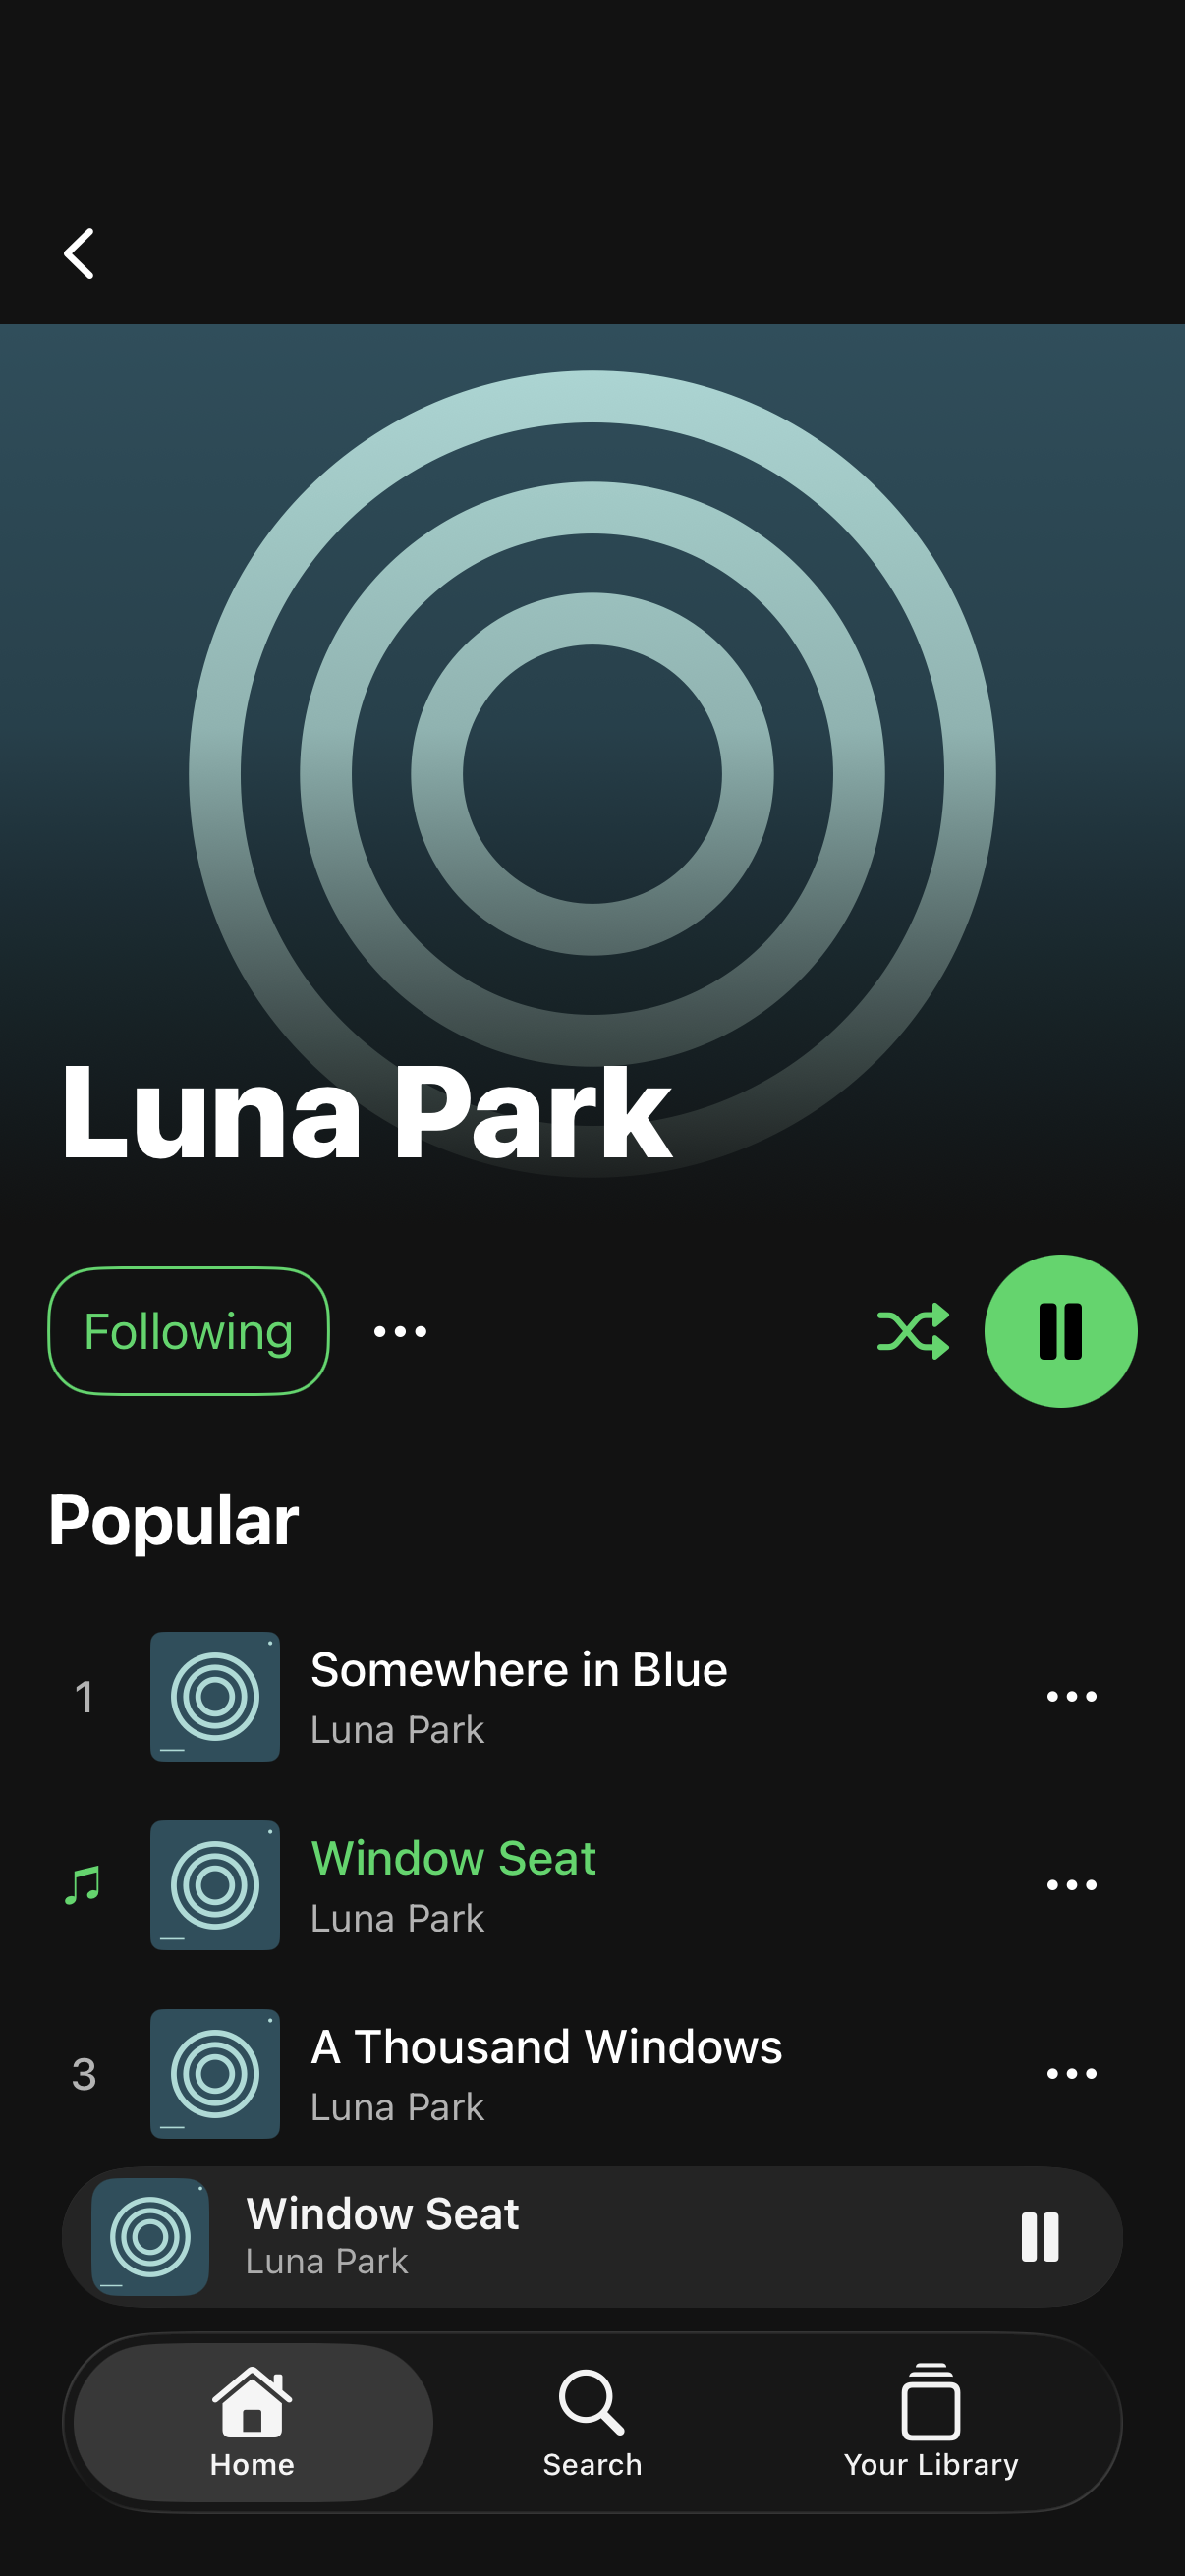 Luna Park
Following
Popular
1
Somewhere in Blue
Luna Park
Window Seat
Luna Park
3
A Thousand Windows
Luna Park
Window Seat
Luna Park
Home
Search
Your Library